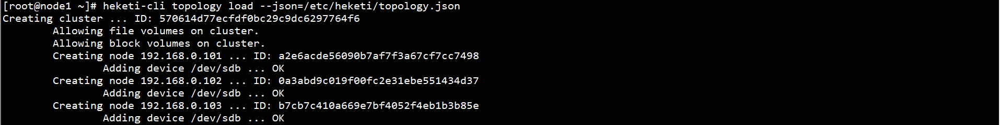 [root@node1 ~]# heketi-cli topology load --json=/etc/heketi/topology.json
Creating cluster ... ID: 570614d77ecfdf0bc29c9dc6297764f6
Allowing file volumes on cluster.
Allowing block volumes on cluster.
Creating node 192.168.0.101 ... ID: a2e6acde56090b7af7f3a67cf7cc7498
Adding device /dev/sdb ... OK
Creating node 192.168.0.102 ... ID: 0a3abd9c019f00fc2e31ebe551434d37
Adding device /dev/sdb ... OK
Creating node 192.168.0.103 ... ID: b7cb7c410a669e7bf4052f4eb1b3b85e
Adding device /dev/sdb ... OK